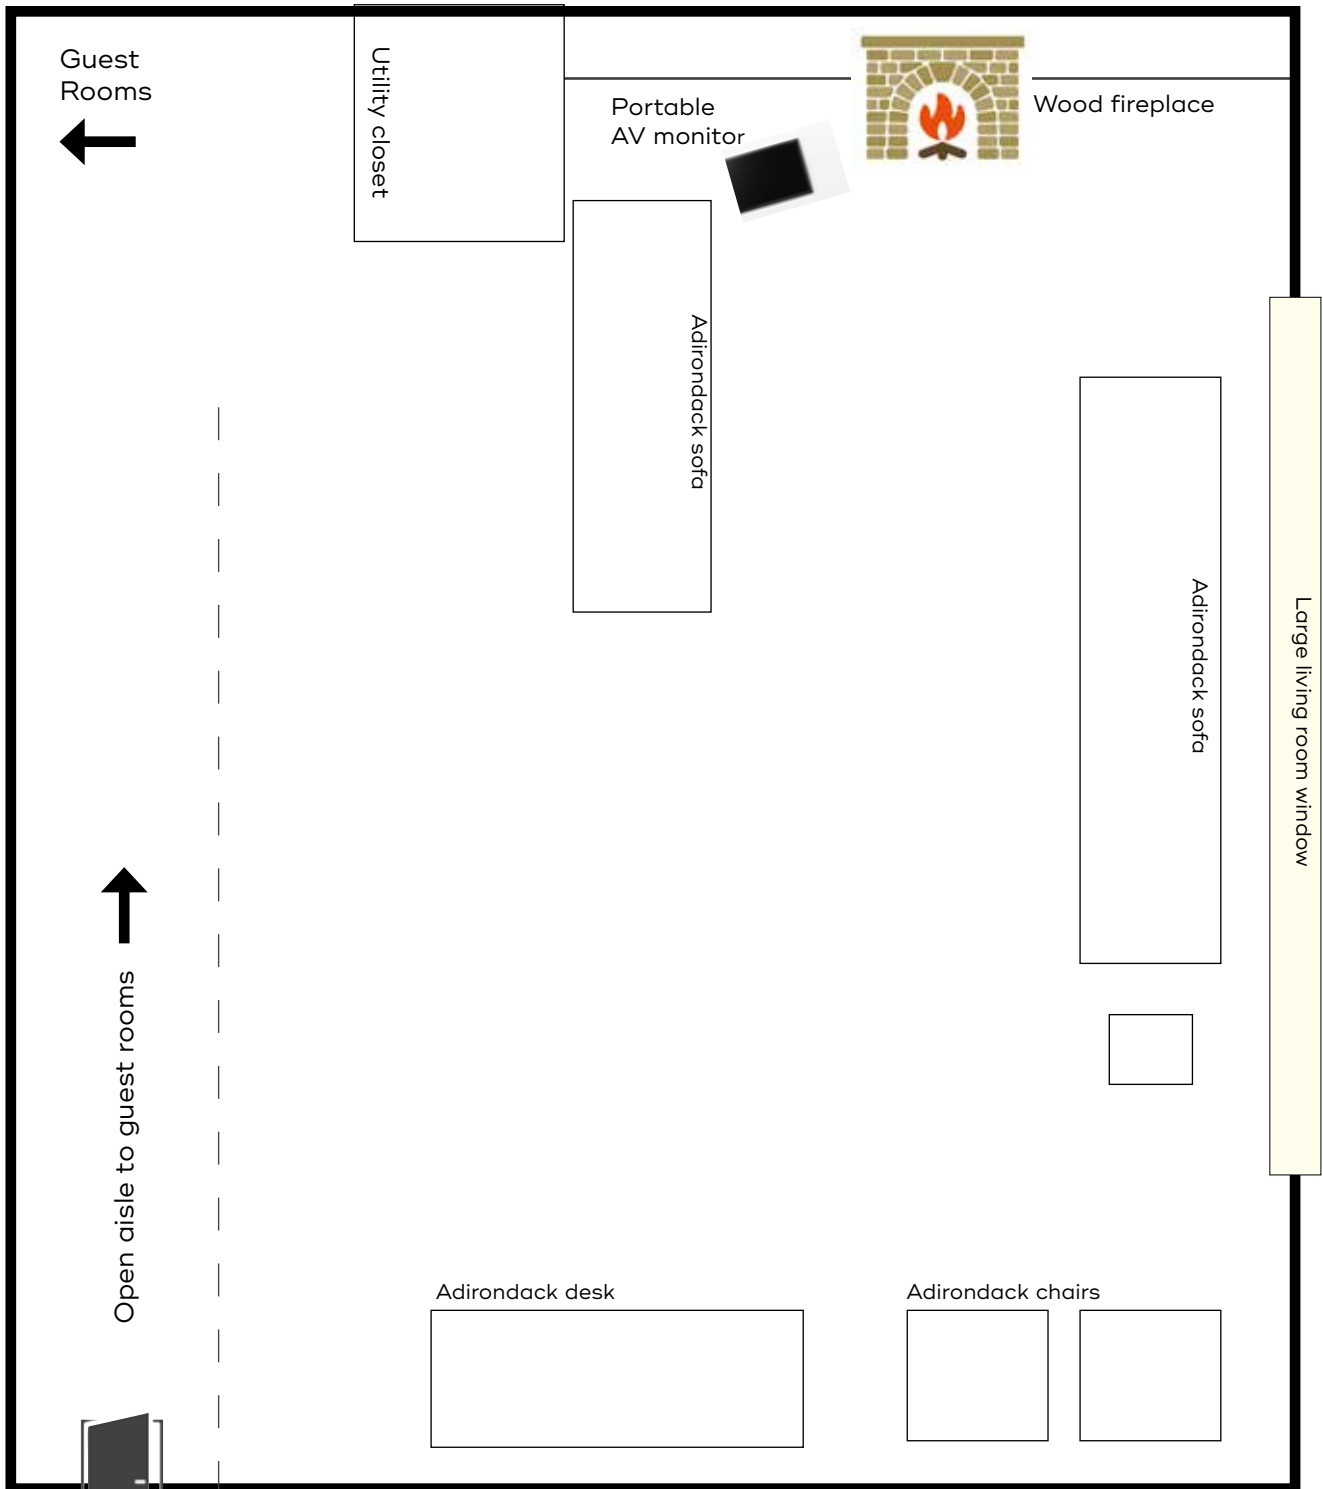 Guest
Rooms
Utility closet
Portable
AV monitor
Wood fireplace
Adirondack sofa
Adirondack sofa
Large living room window
Open aisle to guest rooms
Adirondack desk
Adirondack chairs